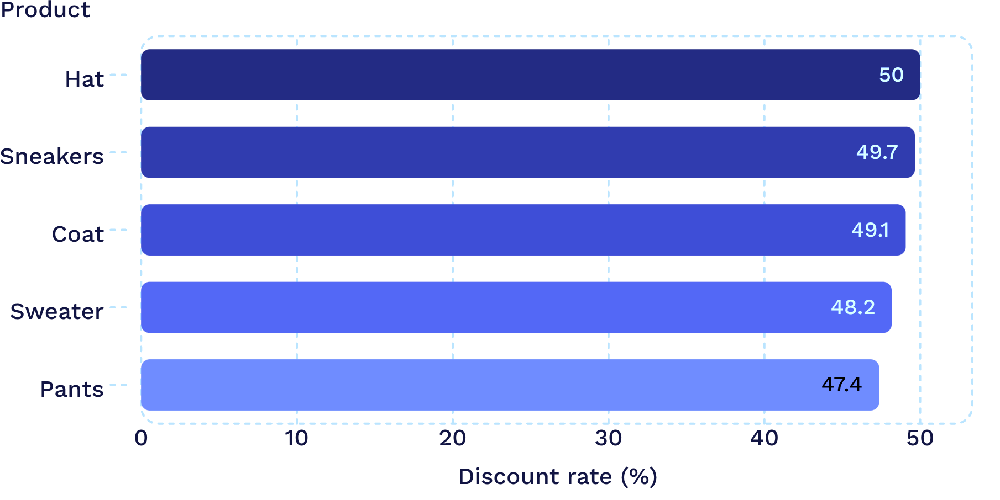 Product
Hat 50
Sneakers 49.7
Coat 49.1
Sweater 48.2
Pants 47.4
0 10 20 30 40 50
Discount rate (%)